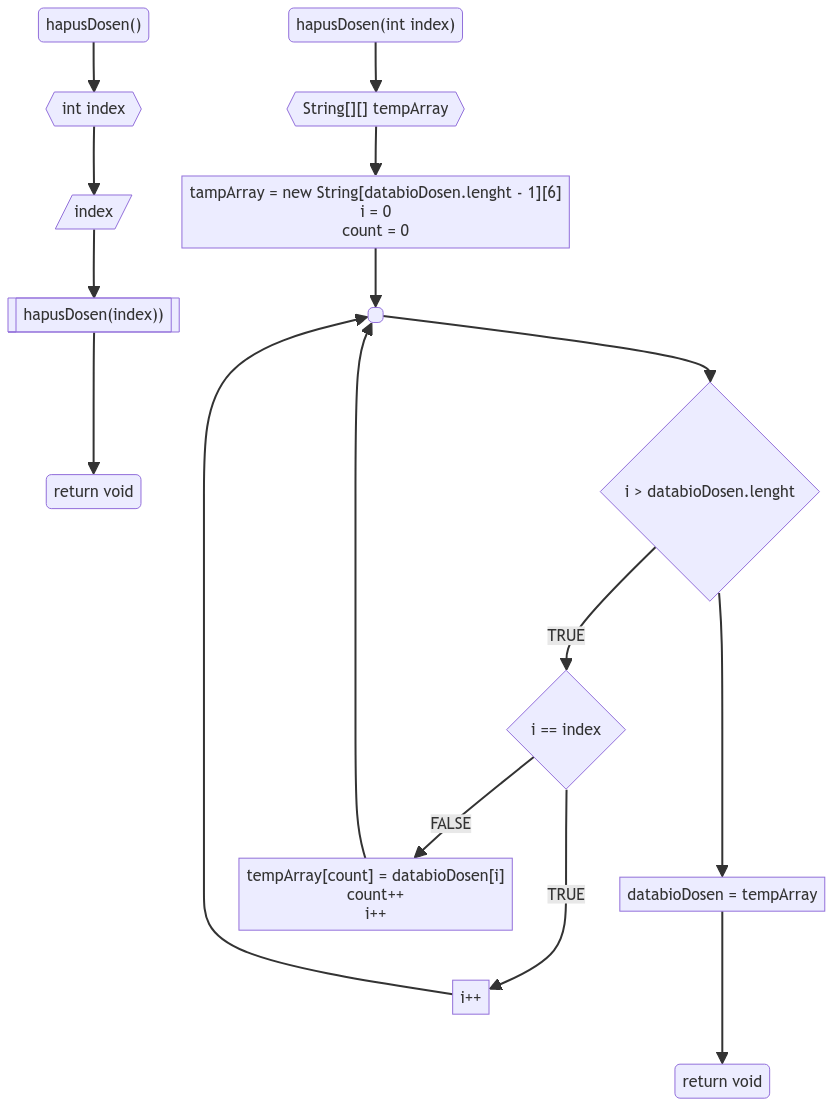 hapusDosen()
int index
index
hapusDosen(index))
return void
hapusDosen(int index)
String[][] tempArray
tampArray = new String[databioDosen.lenght - 1][6]
i = 0
count = 0
i > databioDosen.lenght
TRUE
i == index
FALSE
tempArray[count] = databioDosen[i]
count++
i++
TRUE
i++
databioDosen = tempArray
return void